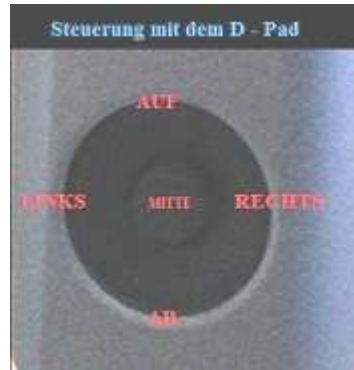 Steuerung mit dem D - Pad
AUF
LINKS
MITTE
RECHTS
AB